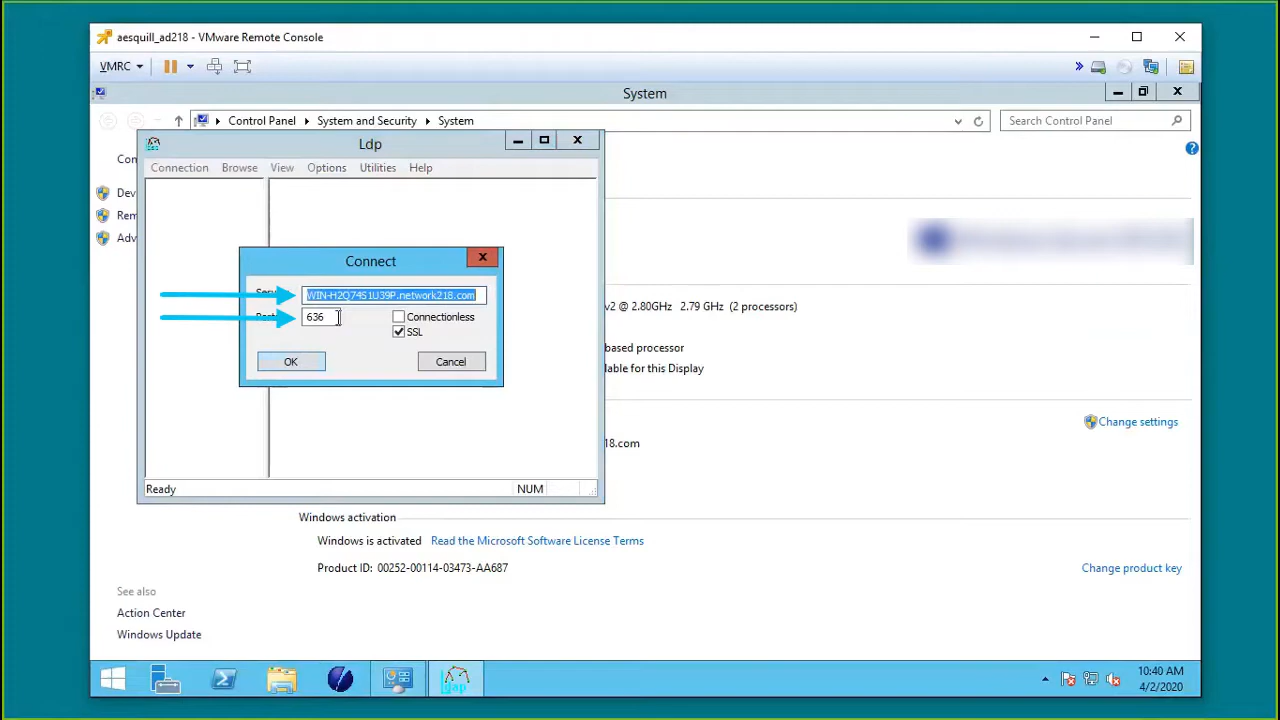 aesquill_ad218 - VMware Remote Console
VMRC
System
Control Panel
System and Security
System
Search Control Panel
Ldp
Connection Browse View Options Utilities Help
Dev
Adv
Connect
WIN-H2Q74S1U39P.network218.com
636
Connectionless
SSL
OK
Cancel
Ready
NUM
v2 @ 2.80GHz 2.79 GHz (2 processors)
based processor
lable for this Display
Change settings
18.com
Windows activation
Windows is activated Read the Microsoft Software License Terms
Product ID: 00252-00114-03473-AA687
Change product key
See also
Action Center
Windows Update
10:40 AM
4/2/2020